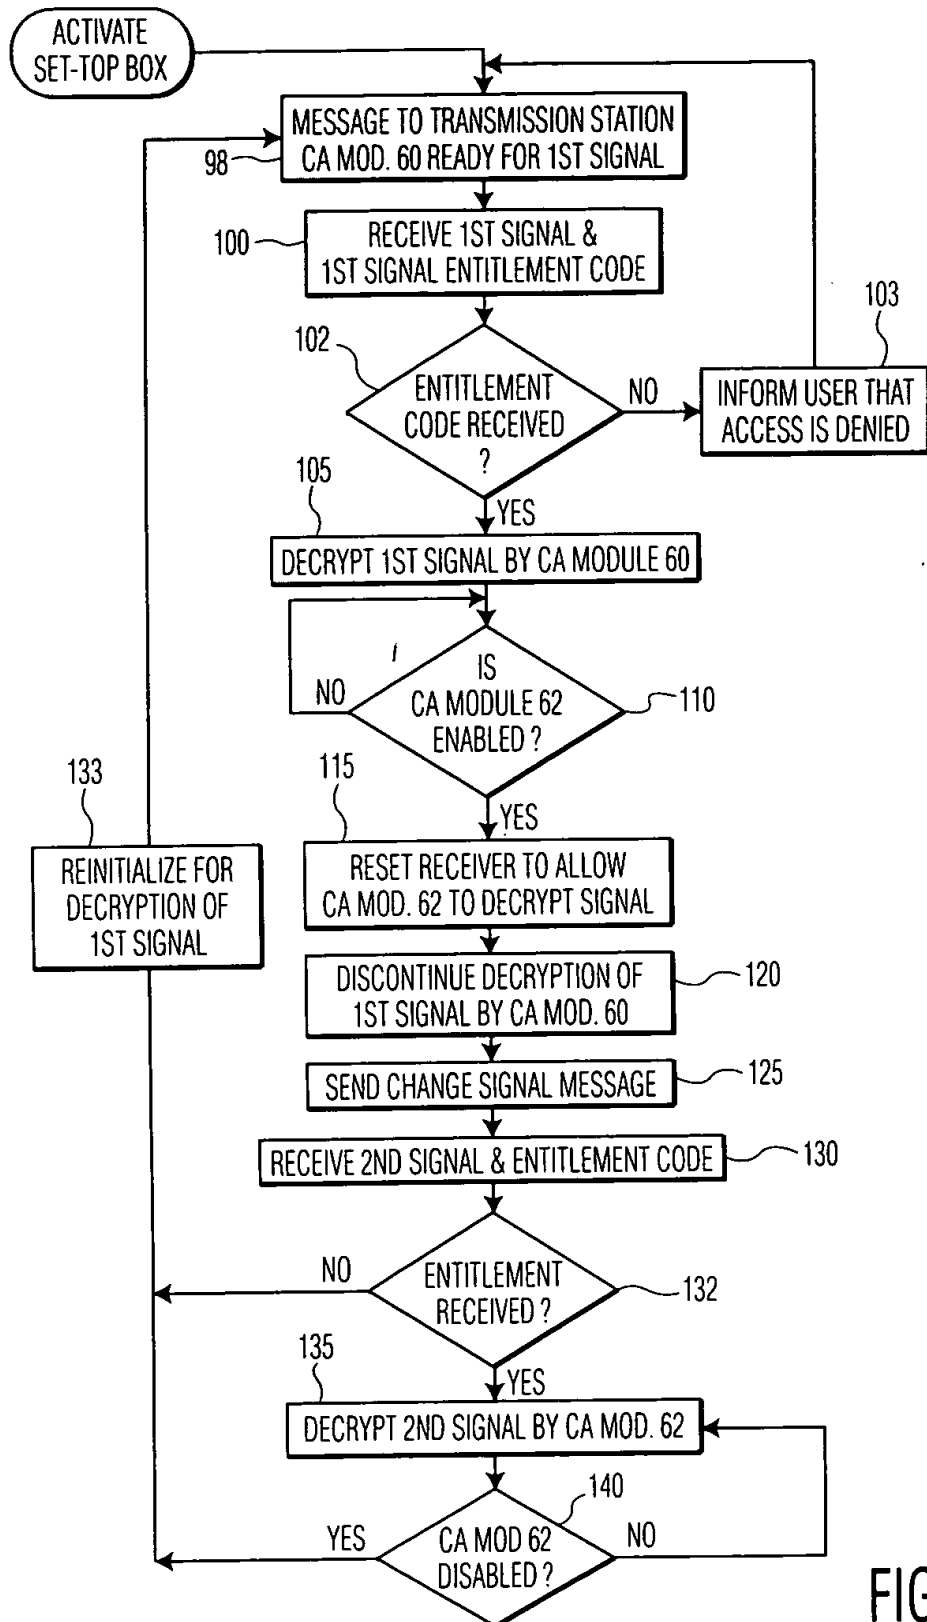 ACTIVATE
SET-TOP BOX
MESSAGE TO TRANSMISSION STATION
CA MOD. 60 READY FOR 1ST SIGNAL
98
100
RECEIVE 1ST SIGNAL &
1ST SIGNAL ENTITLEMENT CODE
102
ENTITLEMENT
CODE RECEIVED
?
NO
103
INFORM USER THAT
ACCESS IS DENIED
YES
105
DECRYPT 1ST SIGNAL BY CA MODULE 60
IS
CA MODULE 62
ENABLED ?
NO
110
YES
115
RESET RECEIVER TO ALLOW
CA MOD. 62 TO DECRYPT SIGNAL
133
REINITIALIZE FOR
DECRYPTION OF
1ST SIGNAL
DISCONTINUE DECRYPTION OF
1ST SIGNAL BY CA MOD. 60
120
SEND CHANGE SIGNAL MESSAGE
125
RECEIVE 2ND SIGNAL & ENTITLEMENT CODE
130
ENTITLEMENT
RECEIVED ?
NO
132
YES
135
DECRYPT 2ND SIGNAL BY CA MOD. 62
140
CA MOD 62
DISABLED ?
YES
NO
FIG